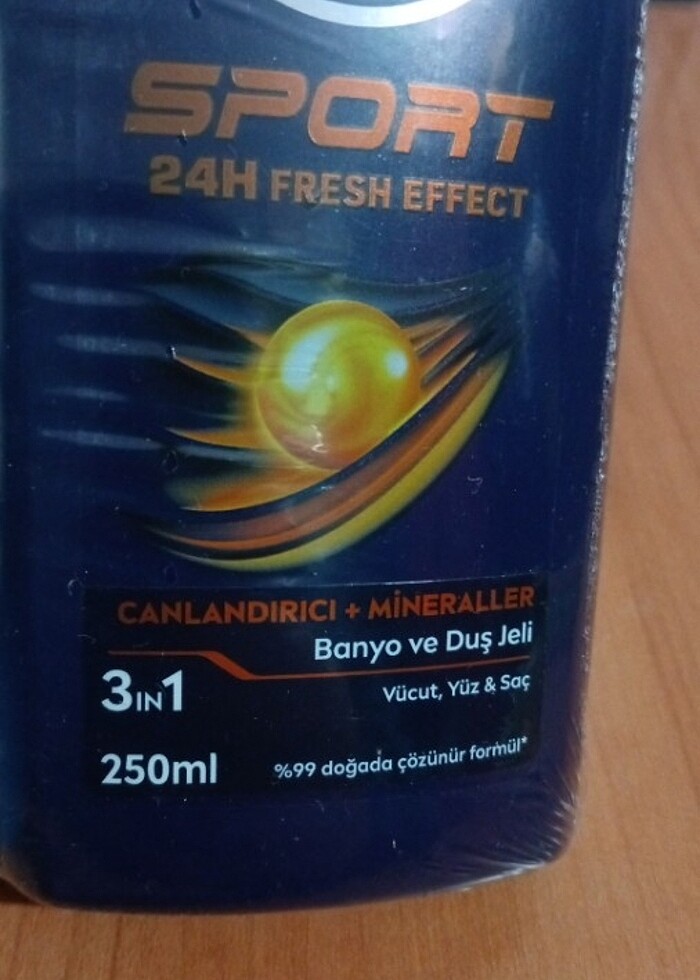 SPORT
24H FRESH EFFECT
CANLANDIRICI + MİNERALLER
Banyo ve Duş Jeli
3IN1
Vücut, Yüz & Saç
250ml
%99 doğada çözünür formül*